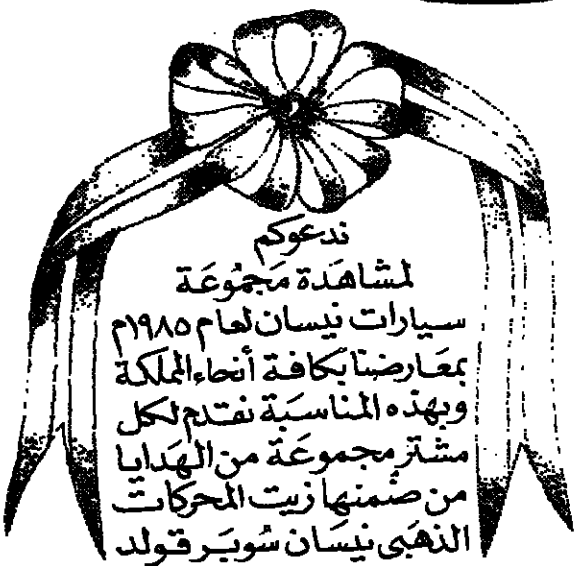 ندعوكم
لمشاهدة مجموعة
سيارات نيسان لعام ١٩٨٥م
بمعارضنا بكافة أنحاء المملكة
وبهذه المناسبة نقدم لكل
مشتر مجموعة من الهدايا
من ضمنها زيت المحركات
الذهبي نيسان سوبر قولد